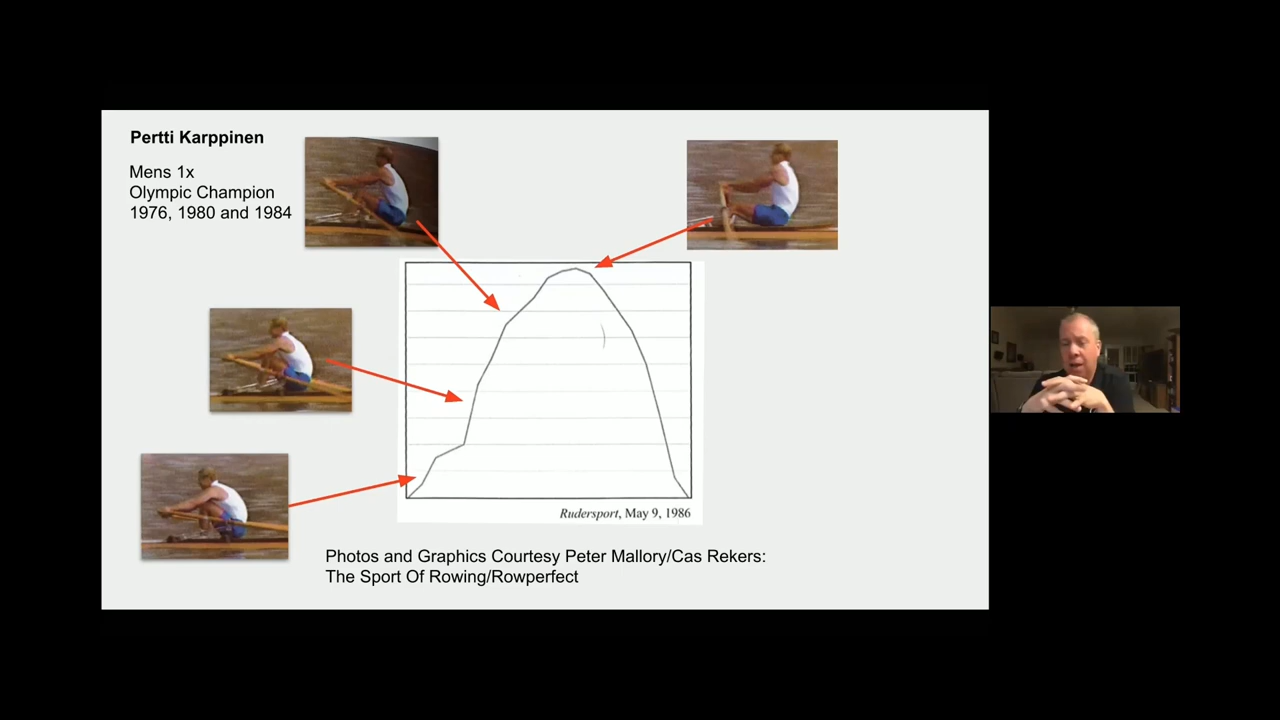 Pertti Karppinen
Mens 1x
Olympic Champion
1976, 1980 and 1984
Rudersport, May 9, 1986
Photos and Graphics Courtesy Peter Mallory/Cas Rekers:
The Sport Of Rowing/Rowperfect